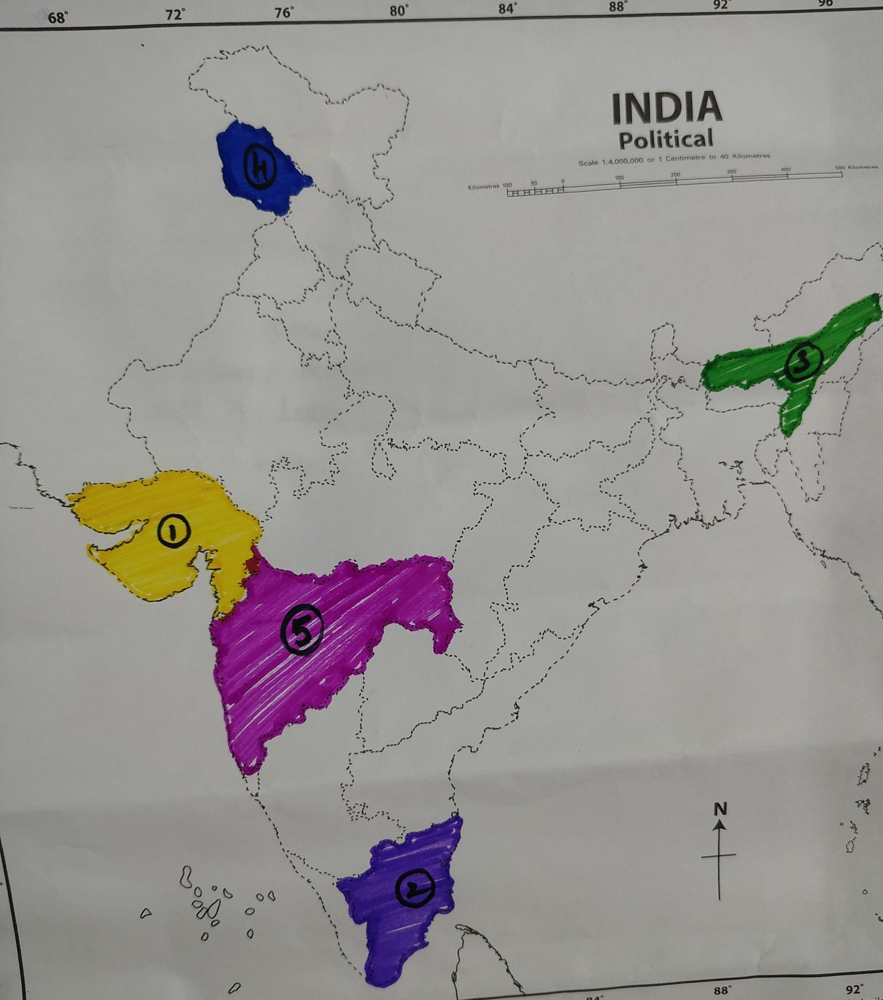 68° 72° 76° 80° 84° 88° 92° 96
INDIA
Political
Scale 1:4,000,000 or 1 Centimetre to 40 Kilometres
Kilometres 100 50 0 100 200 300 400 500 Kilometres
4
3
1
5
N
2
84° 88° 92°